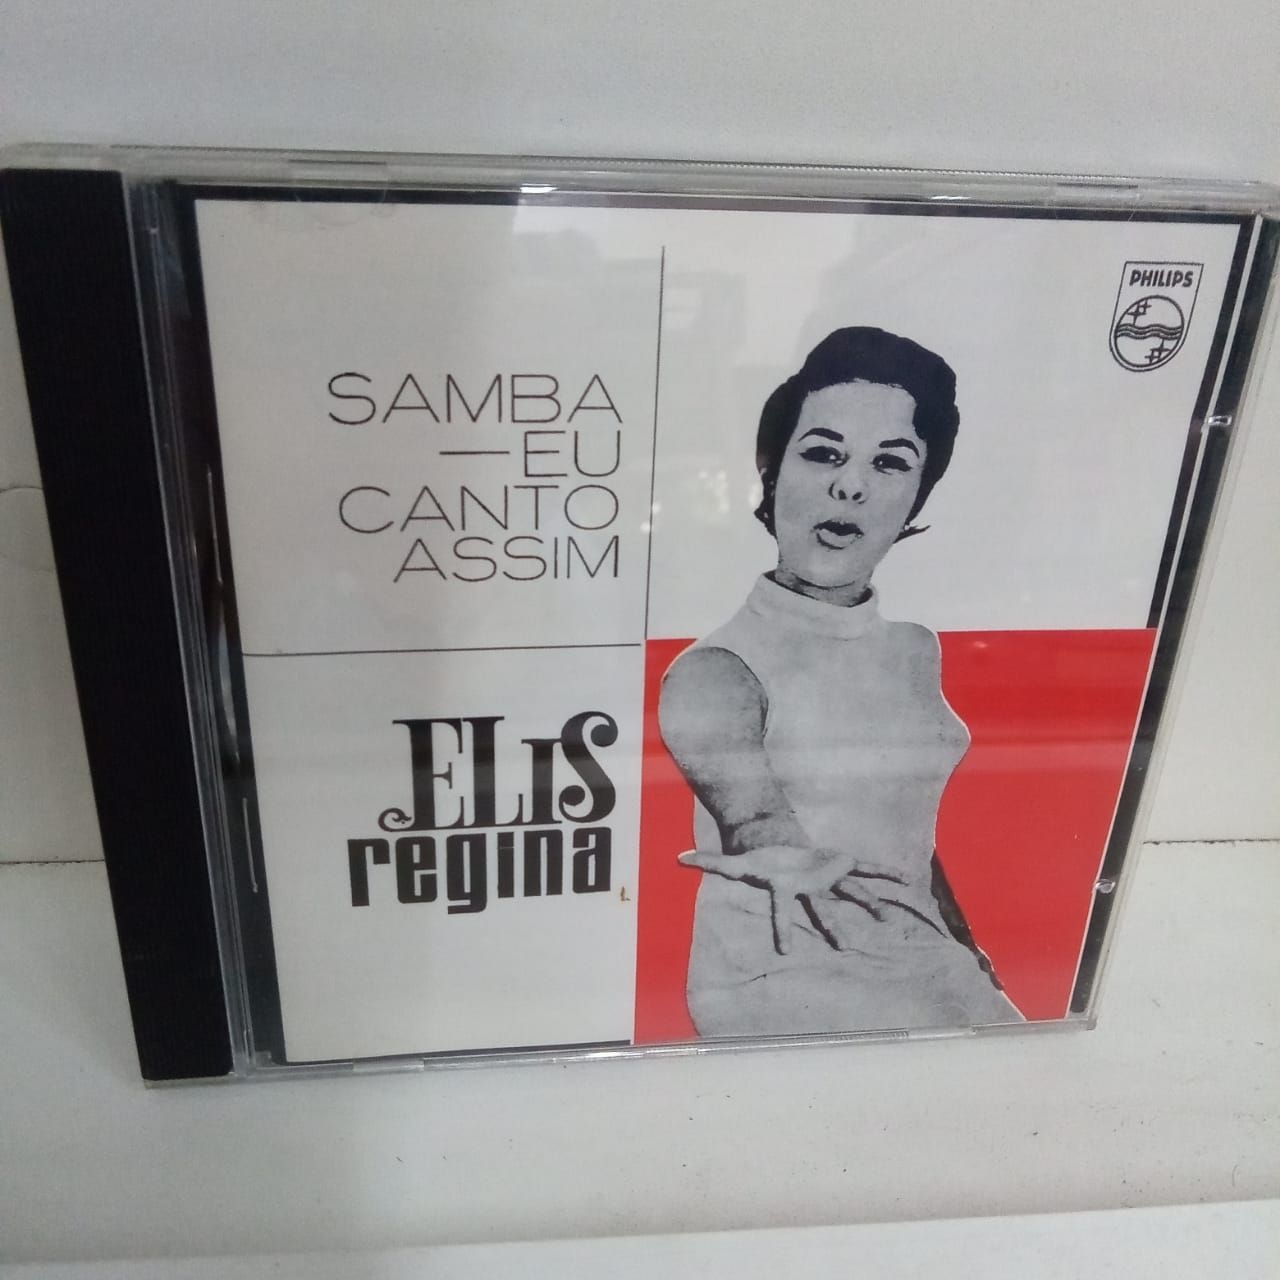 PHILIPS
SAMBA
—EU
CANTO
ASSIM
ELIS
regina